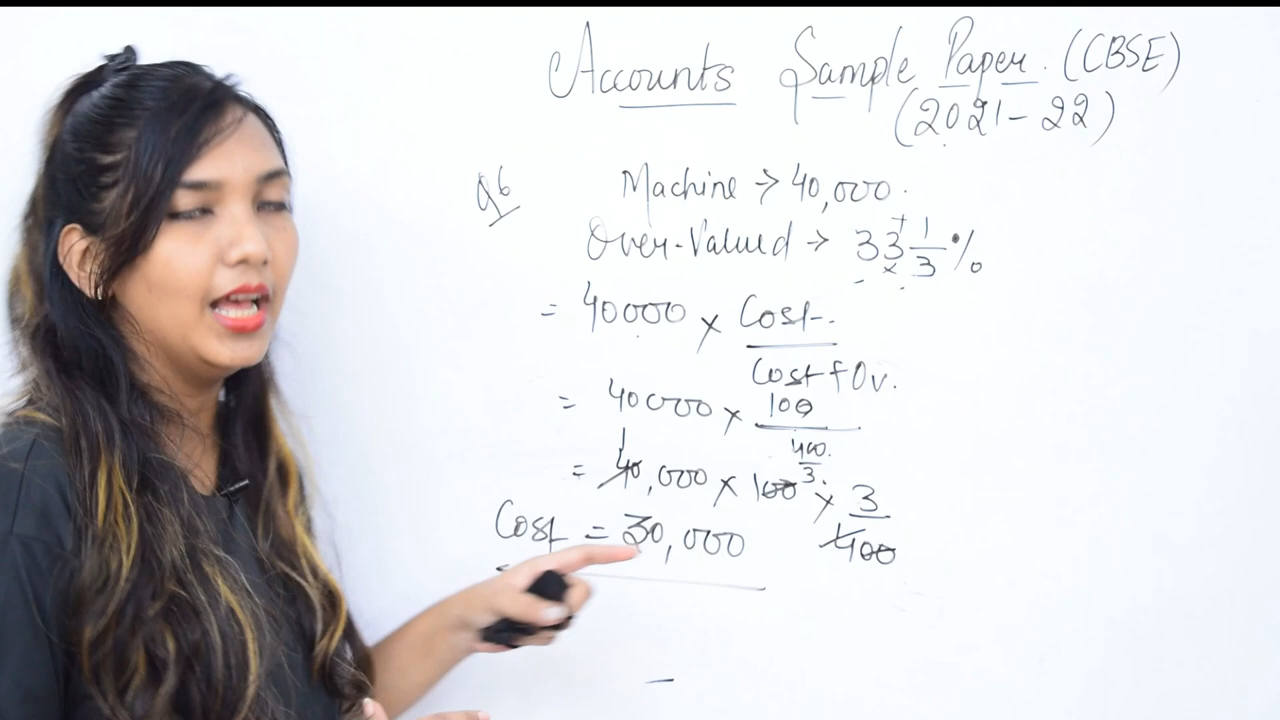 Accounts Sample Paper. (CBSE)
(2021-22)
Q6 Machine → 40,000.
Over-Valued → 33 1/3 %
= 40000 × Cost / Cost + Ov.
= 40000 × 100 / 400/3
= 40,000 × 100 × 3/400
Cost = 30,000